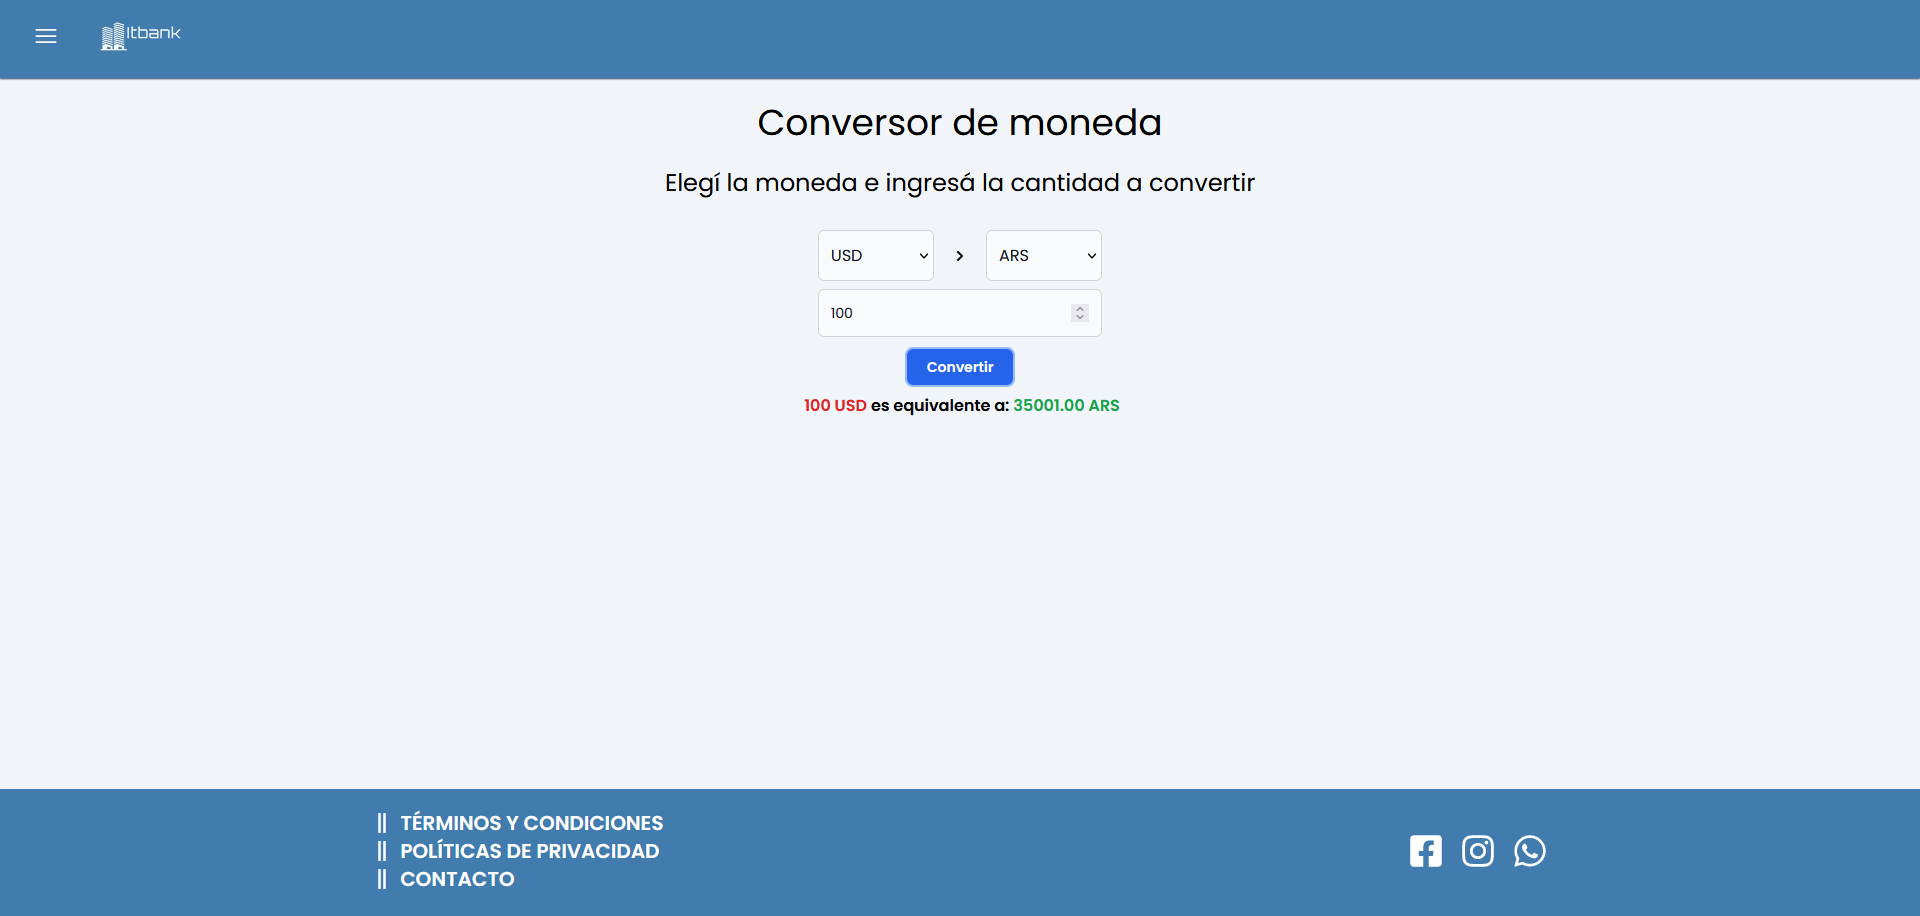 Itbank
Conversor de moneda
Elegí la moneda e ingresá la cantidad a convertir
USD ARS
100
Convertir
100 USD es equivalente a: 35001.00 ARS
|| TÉRMINOS Y CONDICIONES
|| POLÍTICAS DE PRIVACIDAD
|| CONTACTO